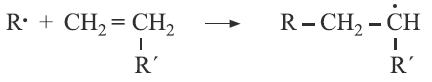 R· + CH₂=CH₂ → R–CH₂–ĊH
R´ R´